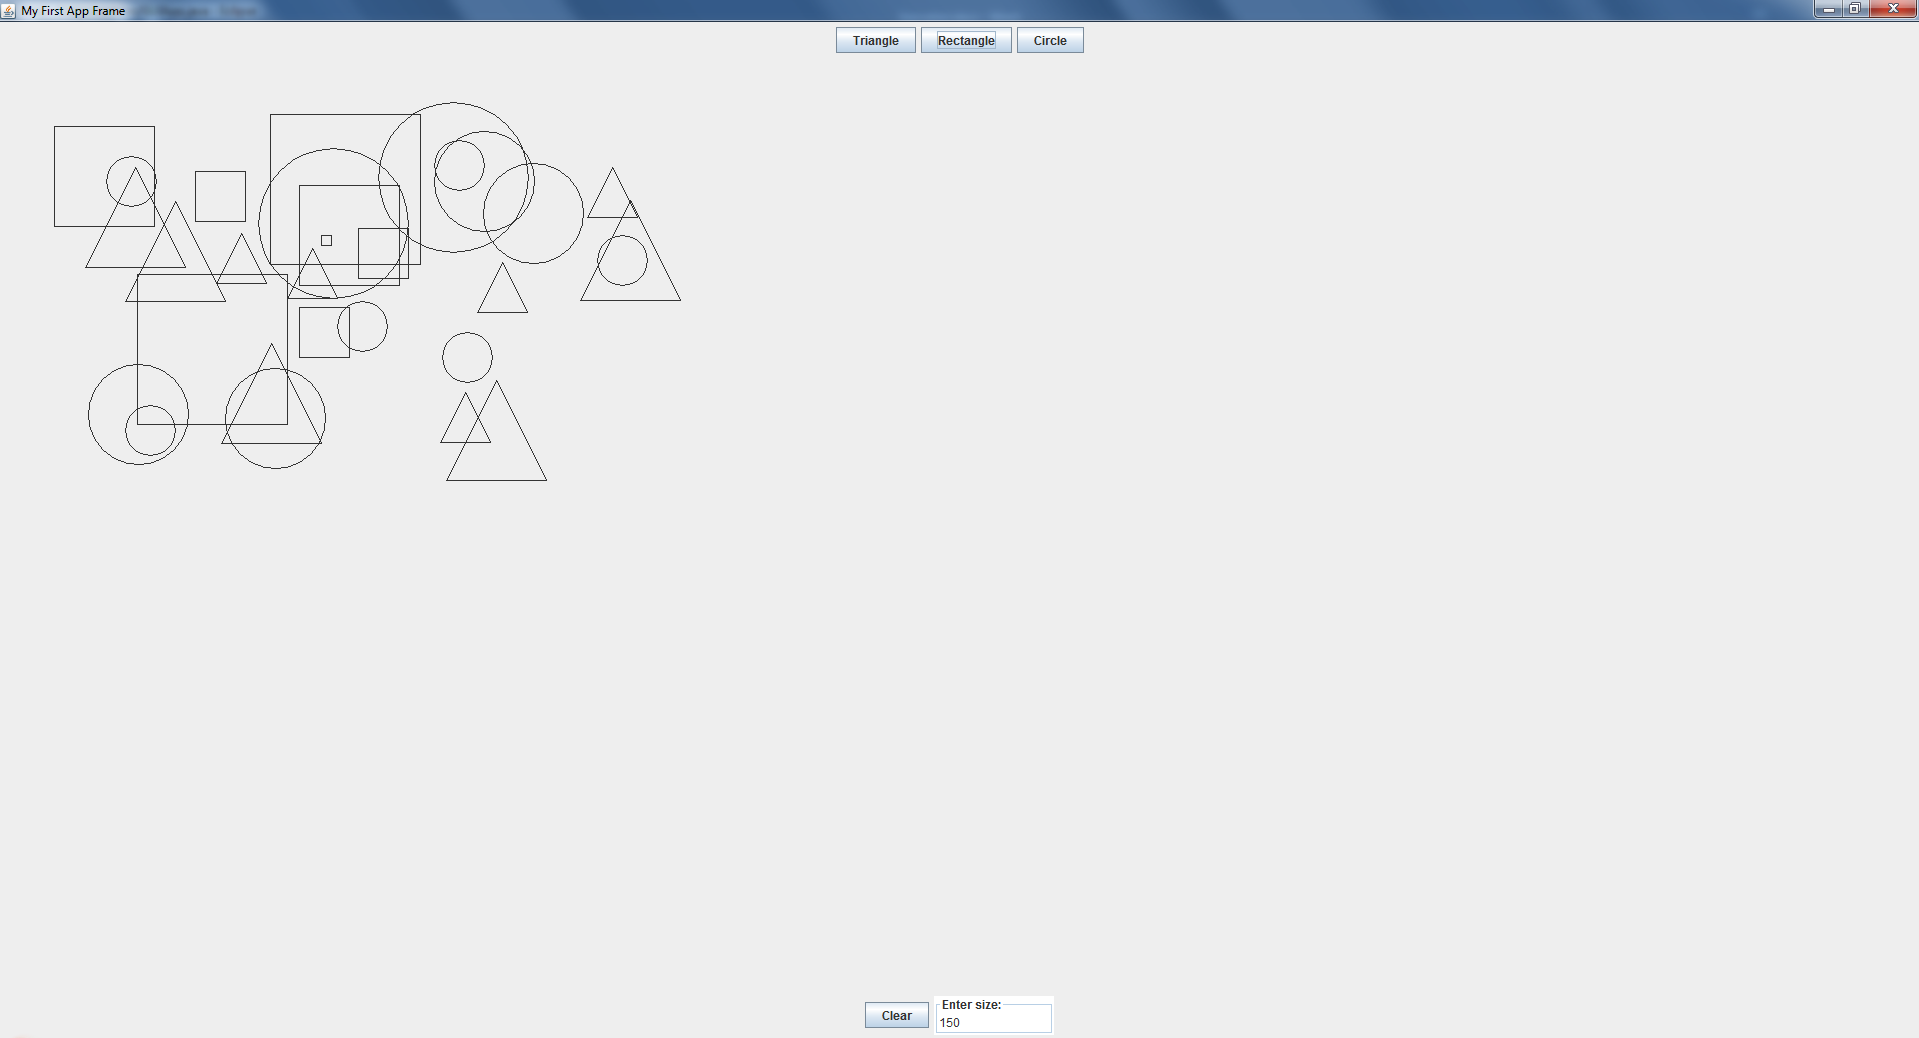 My First App Frame
Triangle Rectangle Circle
Enter size:
Clear 150